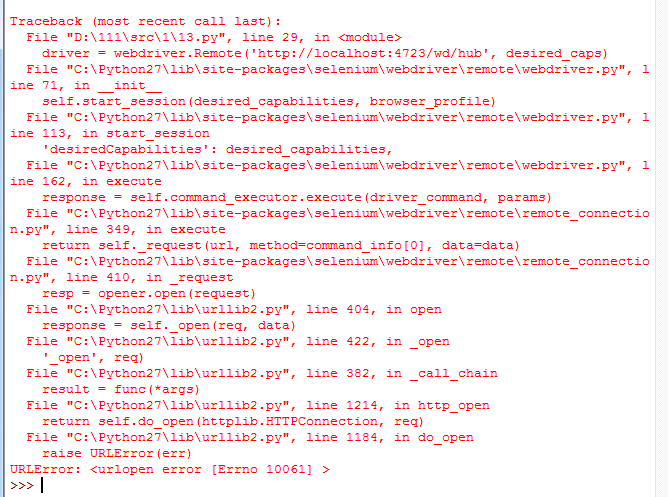 Traceback (most recent call last):
  File "D:\111\src\1\13.py", line 29, in <module>
    driver = webdriver.Remote('http://localhost:4723/wd/hub', desired_caps)
  File "C:\Python27\lib\site-packages\selenium\webdriver\remote\webdriver.py", l
ine 71, in __init__
    self.start_session(desired_capabilities, browser_profile)
  File "C:\Python27\lib\site-packages\selenium\webdriver\remote\webdriver.py", l
ine 113, in start_session
    'desiredCapabilities': desired_capabilities,
  File "C:\Python27\lib\site-packages\selenium\webdriver\remote\webdriver.py", l
ine 162, in execute
    response = self.command_executor.execute(driver_command, params)
  File "C:\Python27\lib\site-packages\selenium\webdriver\remote\remote_connectio
n.py", line 349, in execute
    return self._request(url, method=command_info[0], data=data)
  File "C:\Python27\lib\site-packages\selenium\webdriver\remote\remote_connectio
n.py", line 410, in _request
    resp = opener.open(request)
  File "C:\Python27\lib\urllib2.py", line 404, in open
    response = self._open(req, data)
  File "C:\Python27\lib\urllib2.py", line 422, in _open
    '_open', req)
  File "C:\Python27\lib\urllib2.py", line 382, in _call_chain
    result = func(*args)
  File "C:\Python27\lib\urllib2.py", line 1214, in http_open
    return self.do_open(httplib.HTTPConnection, req)
  File "C:\Python27\lib\urllib2.py", line 1184, in do_open
    raise URLError(err)
URLError: <urlopen error [Errno 10061] >
>>>